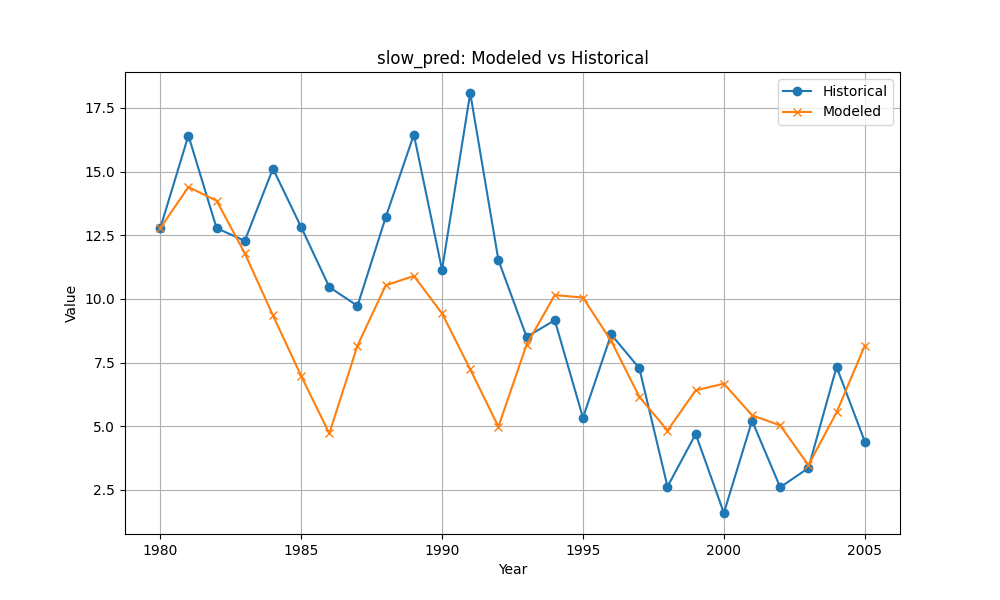 slow_pred: Modeled vs Historical
Historical
Modeled
17.5
15.0
12.5
10.0
7.5
5.0
2.5
Value
1980
1985
1990
1995
2000
2005
Year